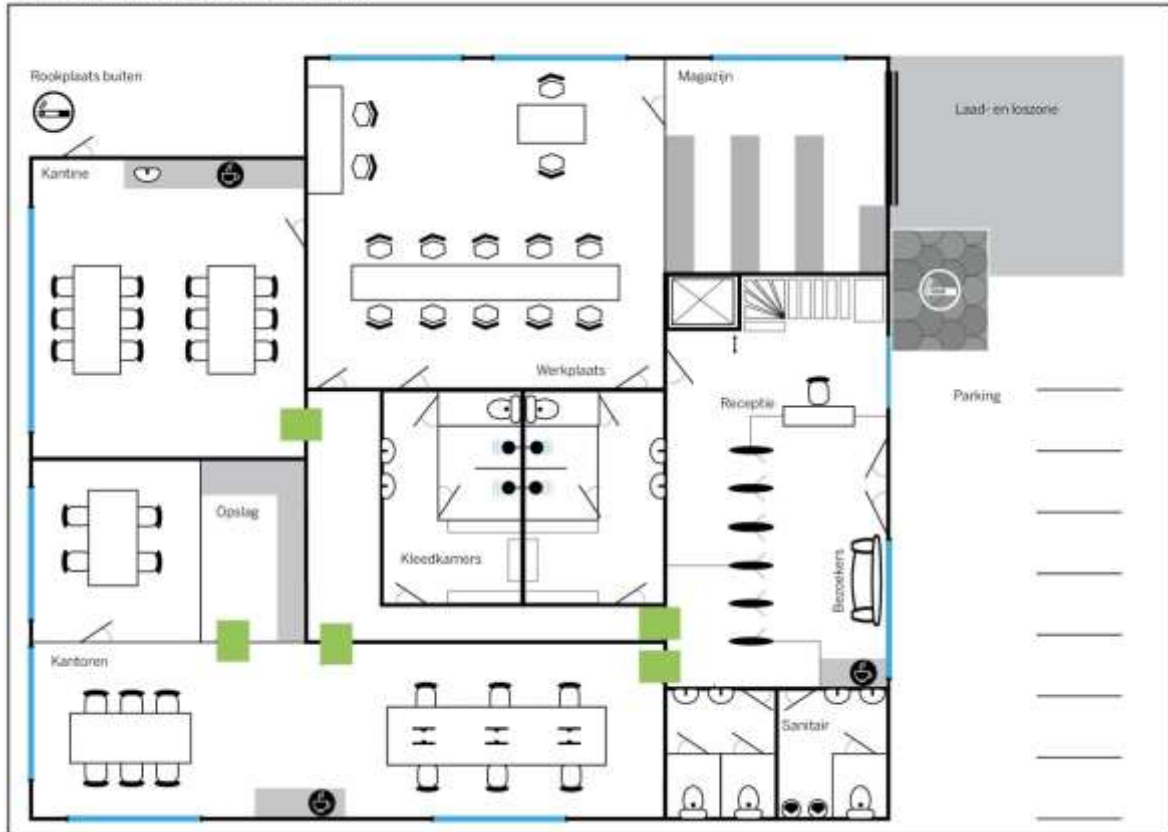 Rookplaats buiten
Magazijn
Laad- en loszone
Kantine
Werkplaats
Receptie
Parking
Opslag
Kleedkamers
Bezoekers
Kantoren
Sanitair